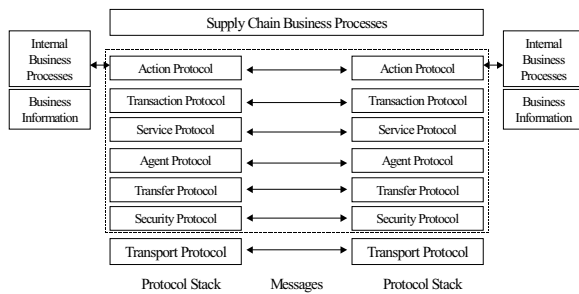 Supply Chain Business Processes
Internal
Business
Processes
Business
Information
Internal
Business
Processes
Business
Information
Action Protocol
Action Protocol
Transaction Protocol
Transaction Protocol
Service Protocol
Service Protocol
Agent Protocol
Agent Protocol
Transfer Protocol
Transfer Protocol
Security Protocol
Security Protocol
Transport Protocol
Transport Protocol
Protocol Stack
Messages
Protocol Stack